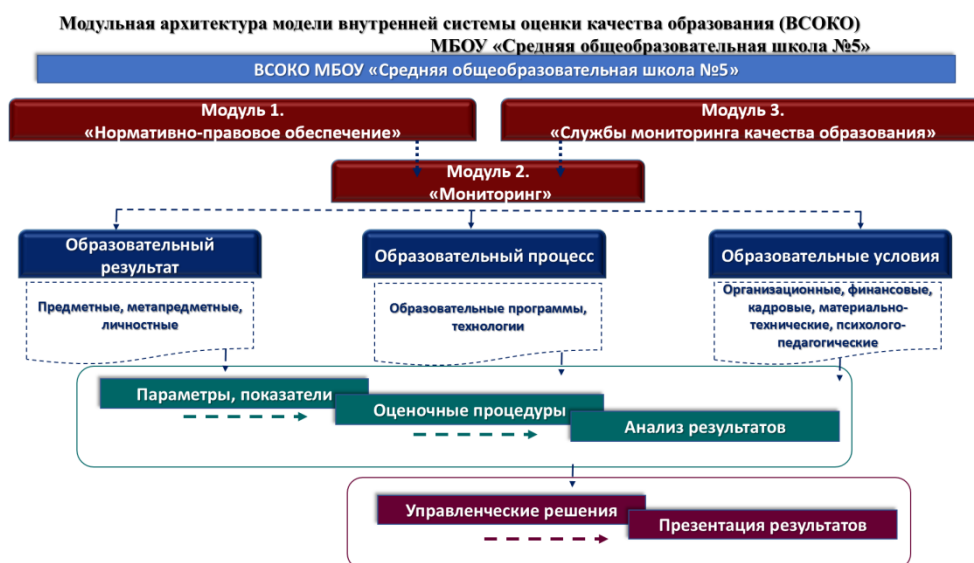 Модульная архитектура модели внутренней системы оценки качества образования (ВСОКО)
МБОУ «Средняя общеобразовательная школа №5»
ВСОКО МБОУ «Средняя общеобразовательная школа №5»
Модуль 1.
«Нормативно-правовое обеспечение»
Модуль 3.
«Службы мониторинга качества образования»
Модуль 2.
«Мониторинг»
Образовательный
результат
Образовательный процесс
Образовательные условия
Предметные, метапредметные,
личностные
Образовательные программы,
технологии
Организационные, финансовые,
кадровые, материально-
технические, психолого-
педагогические
Параметры, показатели
Оценочные процедуры
Анализ результатов
Управленческие решения
Презентация результатов